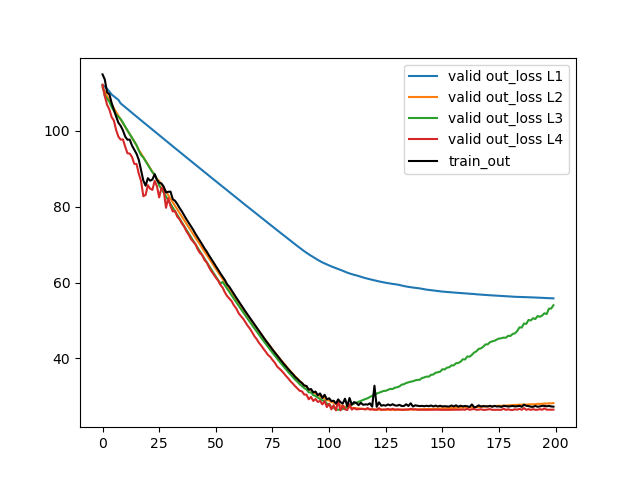 valid out_loss L1
valid out_loss L2
valid out_loss L3
valid out_loss L4
train_out
100
80
60
40
0 25 50 75 100 125 150 175 200